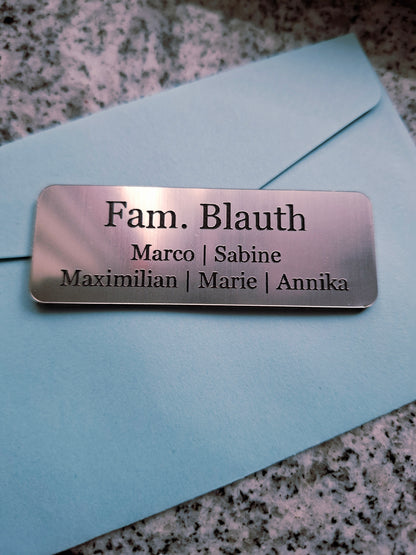 Fam. Blauth
Marco | Sabine
Maximilian | Marie | Annika